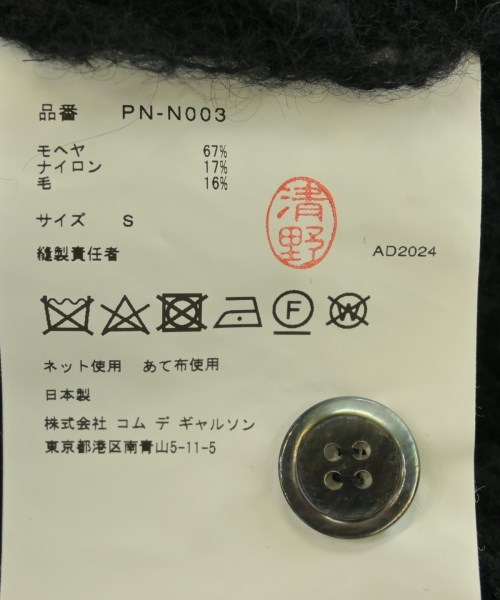 品番 PN-N003
モヘヤ 67%
ナイロン 17%
毛 16%
サイズ S
清野
縫製責任者
AD2024
F W
ネット使用 あて布使用
日本製
株式会社 コム デ ギャルソン
東京都港区南青山5-11-5